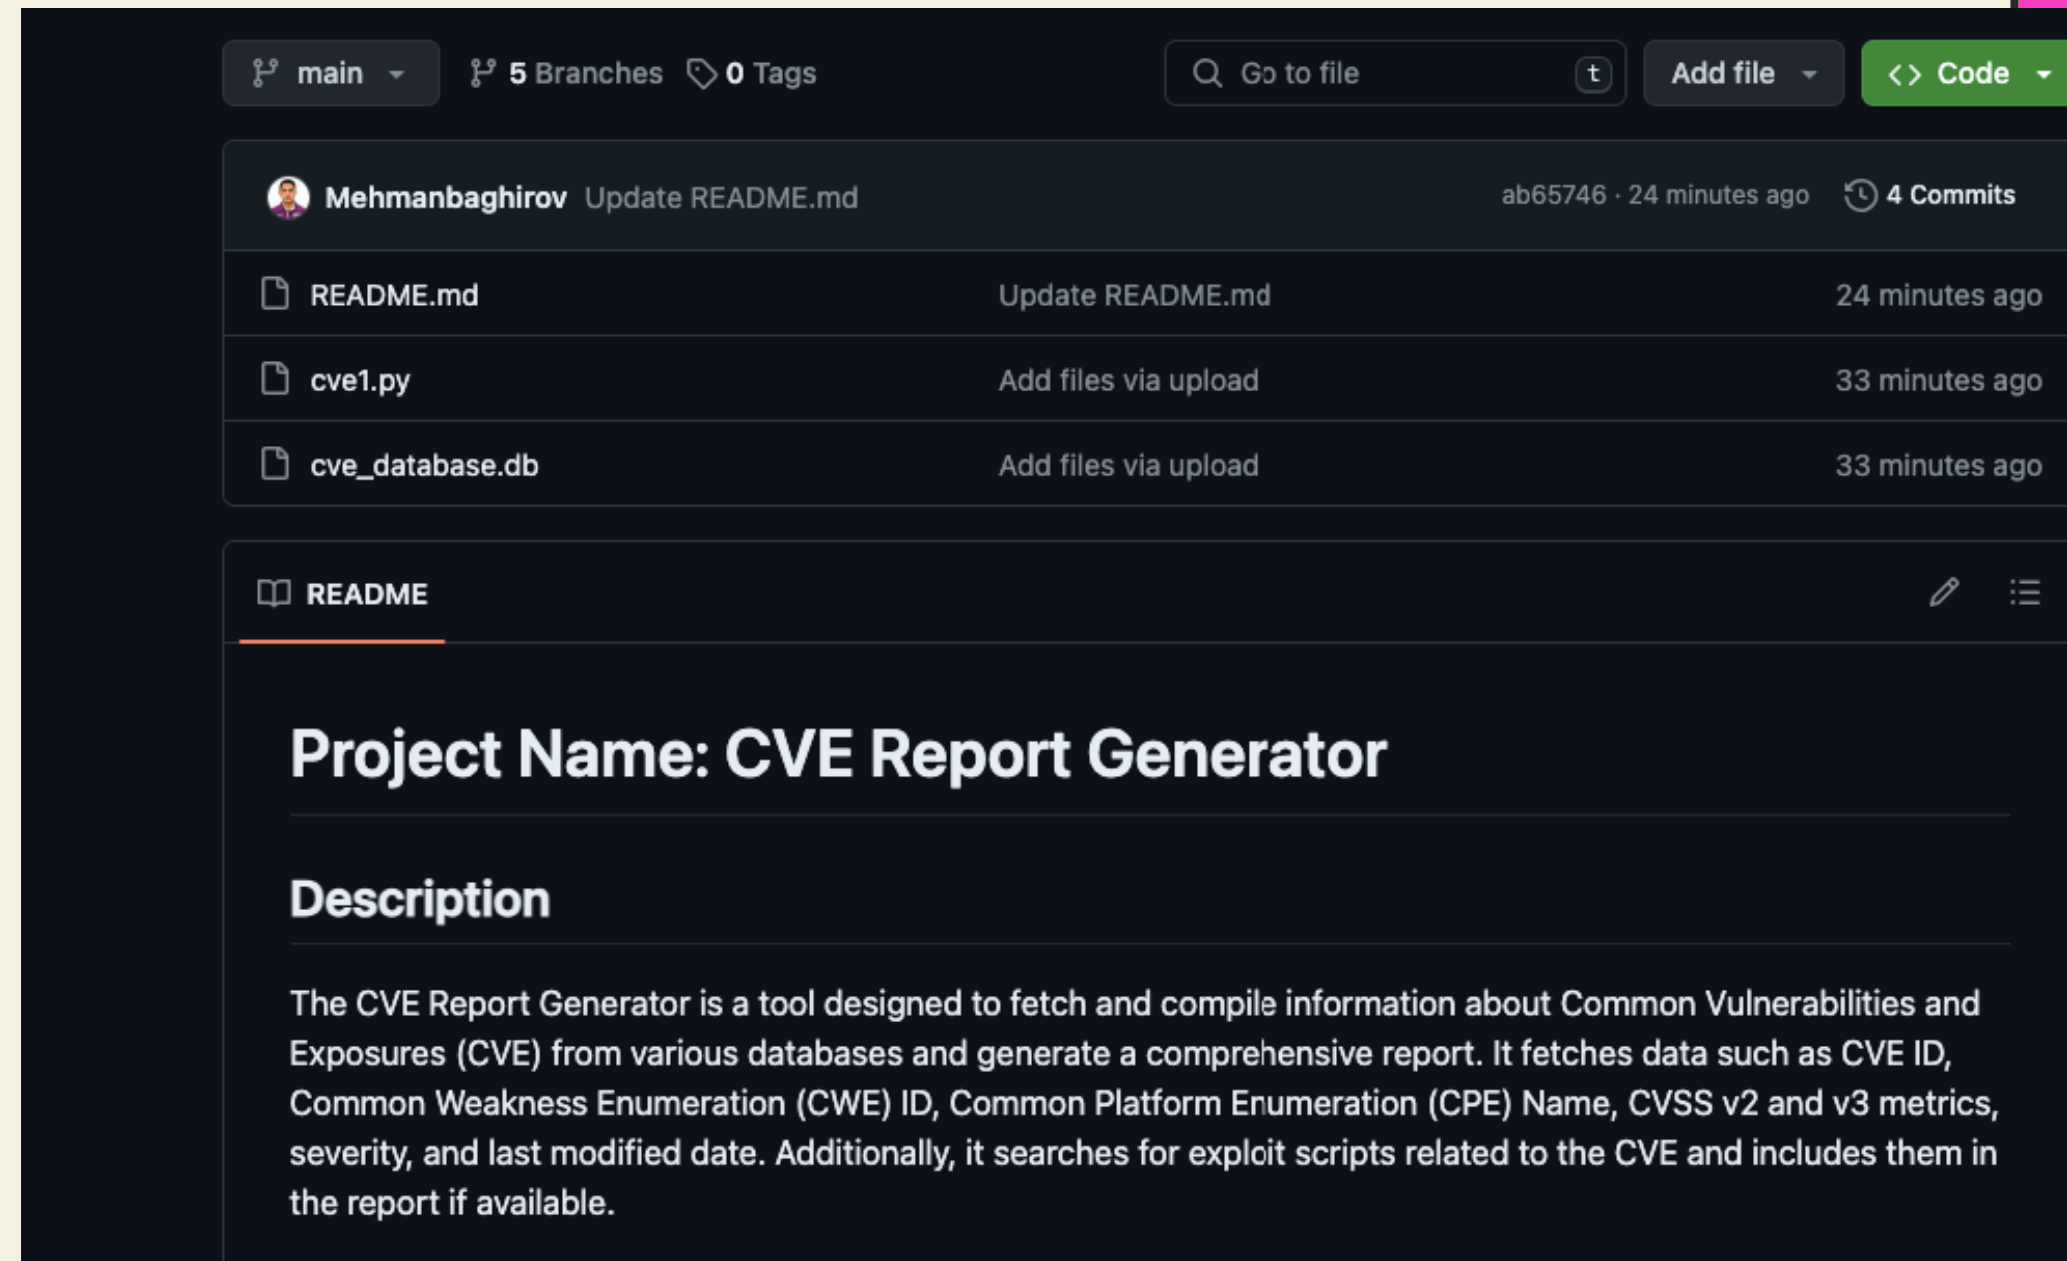 main 5 Branches 0 Tags Go to file t Add file <> Code
Mehmanbaghirov Update README.md ab65746 · 24 minutes ago 4 Commits
README.md Update README.md 24 minutes ago
cve1.py Add files via upload 33 minutes ago
cve_database.db Add files via upload 33 minutes ago
README
Project Name: CVE Report Generator
Description
The CVE Report Generator is a tool designed to fetch and compile information about Common Vulnerabilities and
Exposures (CVE) from various databases and generate a comprehensive report. It fetches data such as CVE ID,
Common Weakness Enumeration (CWE) ID, Common Platform Enumeration (CPE) Name, CVSS v2 and v3 metrics,
severity, and last modified date. Additionally, it searches for exploit scripts related to the CVE and includes them in
the report if available.